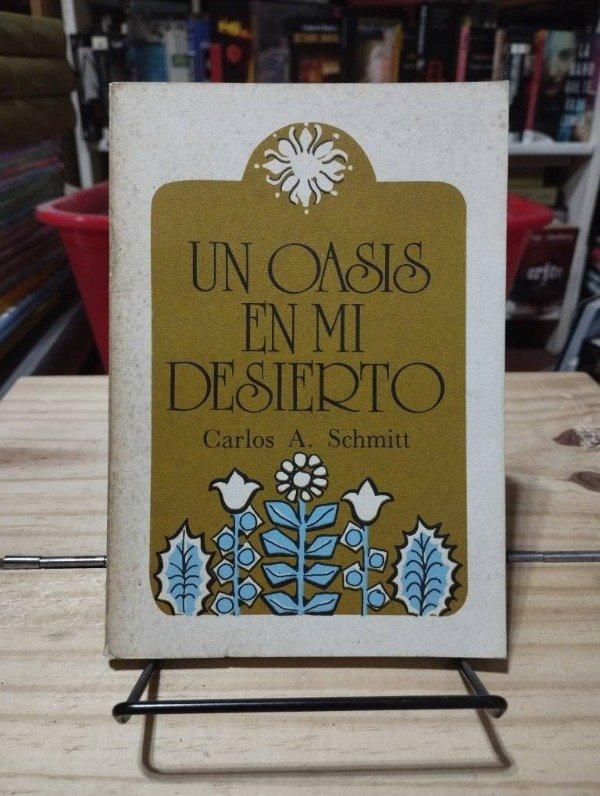 UN OASIS
EN MI
DESIERTO
Carlos A. Schmitt